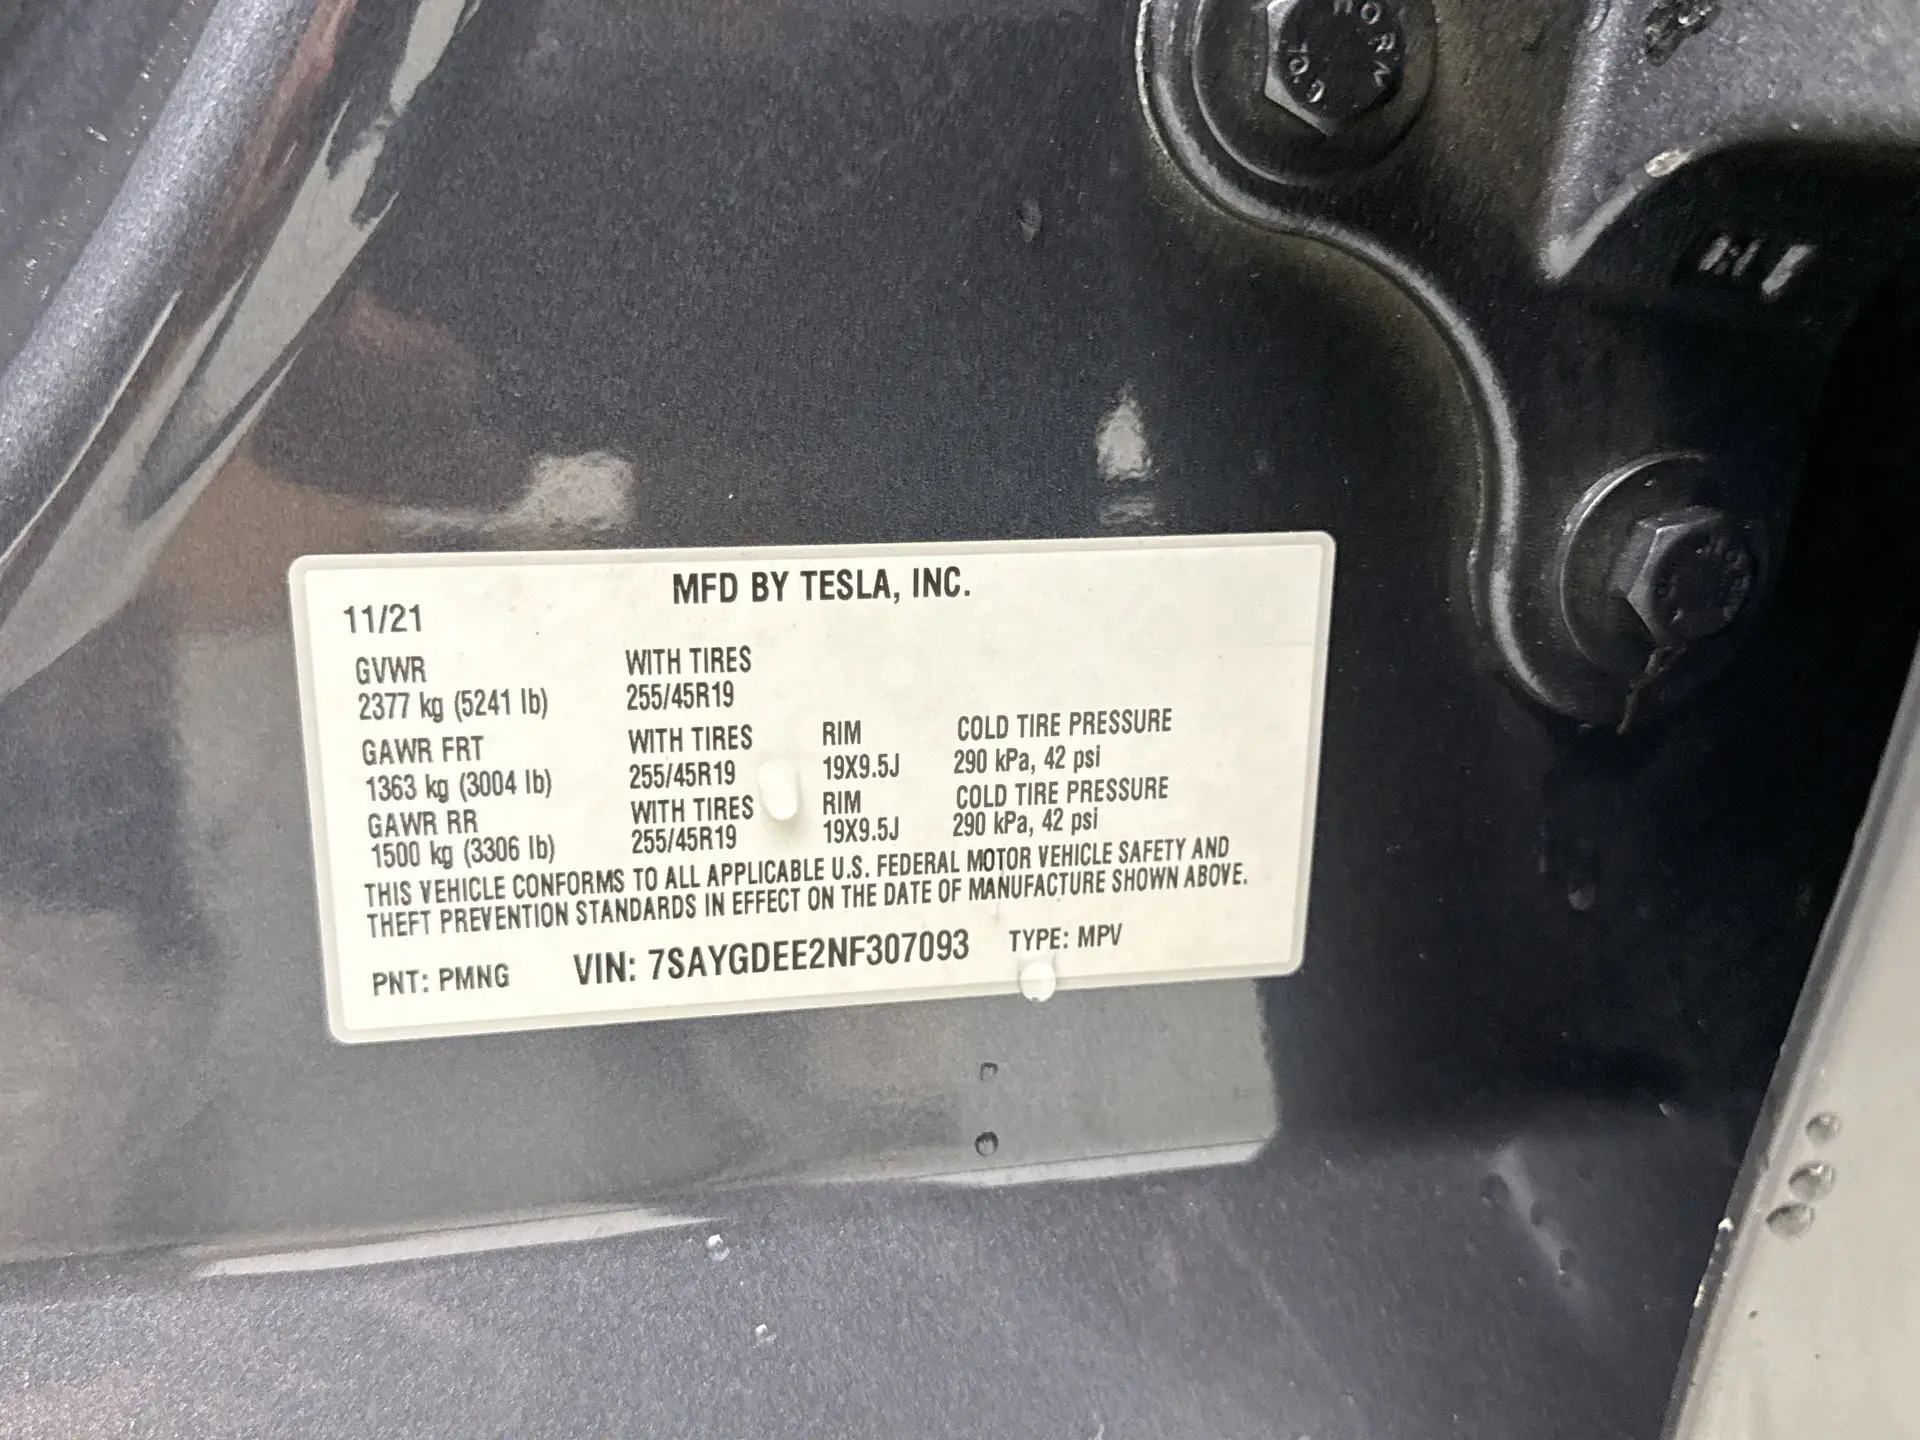 MFD BY TESLA, INC.
11/21
GVWR WITH TIRES
2377 kg (5241 lb) 255/45R19
GAWR FRT WITH TIRES RIM COLD TIRE PRESSURE
1363 kg (3004 lb) 255/45R19 19X9.5J 290 kPa, 42 psi
GAWR RR WITH TIRES RIM COLD TIRE PRESSURE
1500 kg (3306 lb) 255/45R19 19X9.5J 290 kPa, 42 psi
THIS VEHICLE CONFORMS TO ALL APPLICABLE U.S. FEDERAL MOTOR VEHICLE SAFETY AND
THEFT PREVENTION STANDARDS IN EFFECT ON THE DATE OF MANUFACTURE SHOWN ABOVE.
PNT: PMNG VIN: 7SAYGDEE2NF307093 TYPE: MPV